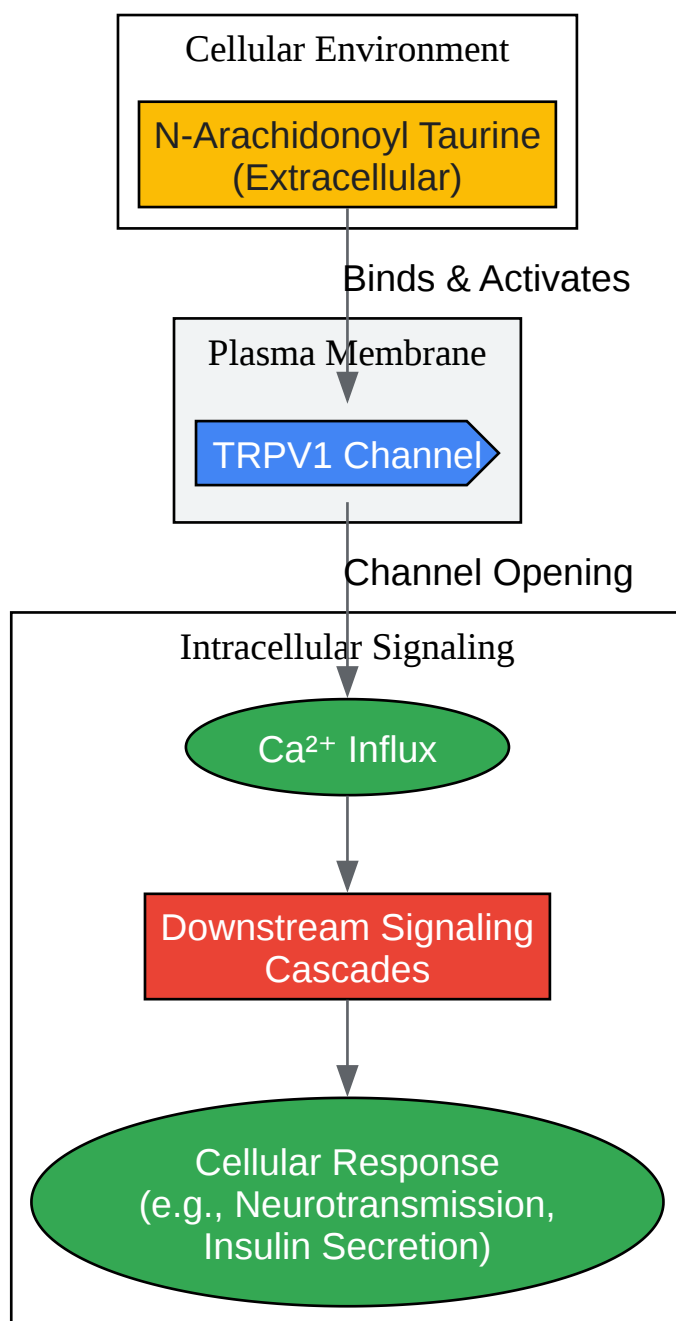 Cellular Environment
N-Arachidonoyl Taurine
(Extracellular)
Binds & Activates
Plasma Membrane
TRPV1 Channel
Channel Opening
Intracellular Signaling
Ca²⁺ Influx
Downstream Signaling
Cascades
Cellular Response
(e.g., Neurotransmission,
Insulin Secretion)